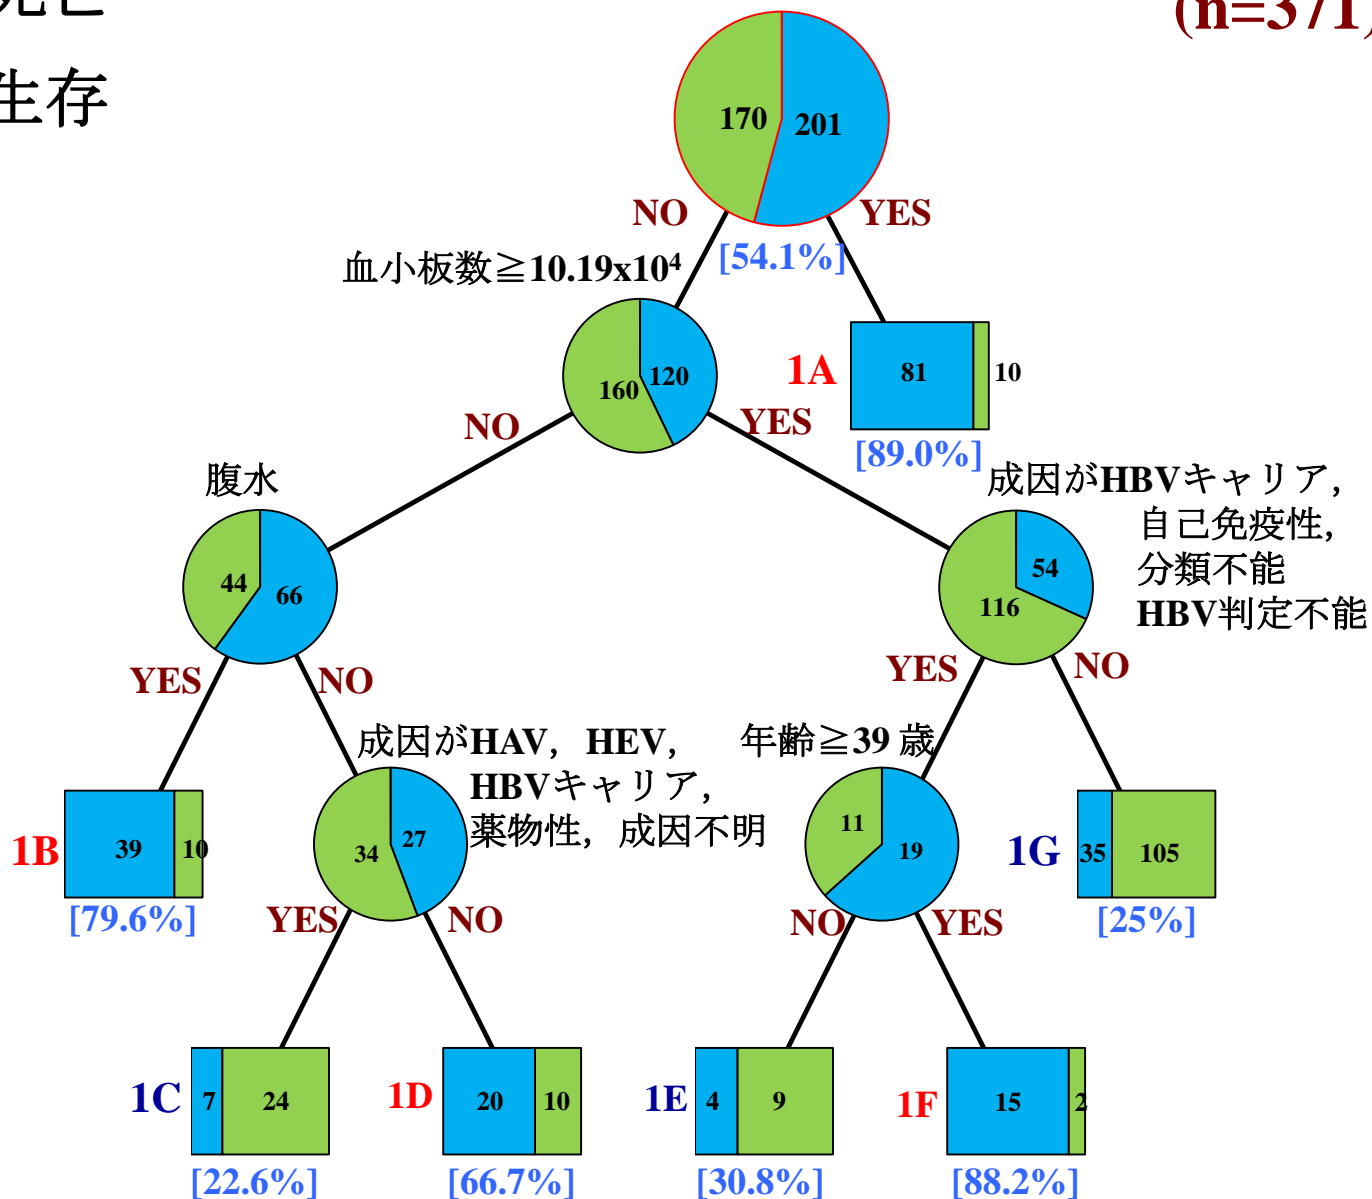 死亡
(n=371)
生存
170
201
NO
YES
[54.1%]
血小板数≧10.19x10⁴
160
120
1A
81
10
[89.0%]
NO
YES
腹水
44
66
成因がHBVキャリア，
自己免疫性，
分類不能
HBV判定不能
116
54
YES
NO
YES
NO
成因がHAV，HEV，
HBVキャリア，
薬物性，成因不明
34
27
年齢≧39 歳
11
19
1B
39
10
[79.6%]
1G
35
105
[25%]
YES
NO
NO
YES
1C
7
24
[22.6%]
1D
20
10
[66.7%]
1E
4
9
[30.8%]
1F
15
2
[88.2%]